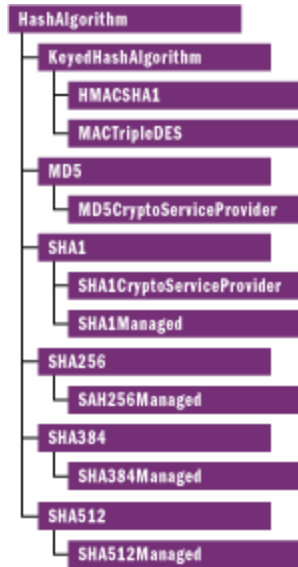 HashAlgorithm
KeyedHashAlgorithm
HMACSHA1
MACTripleDES
MD5
MD5CryptoServiceProvider
SHA1
SHA1CryptoServiceProvider
SHA1Managed
SHA256
SAH256Managed
SHA384
SHA384Managed
SHA512
SHA512Managed